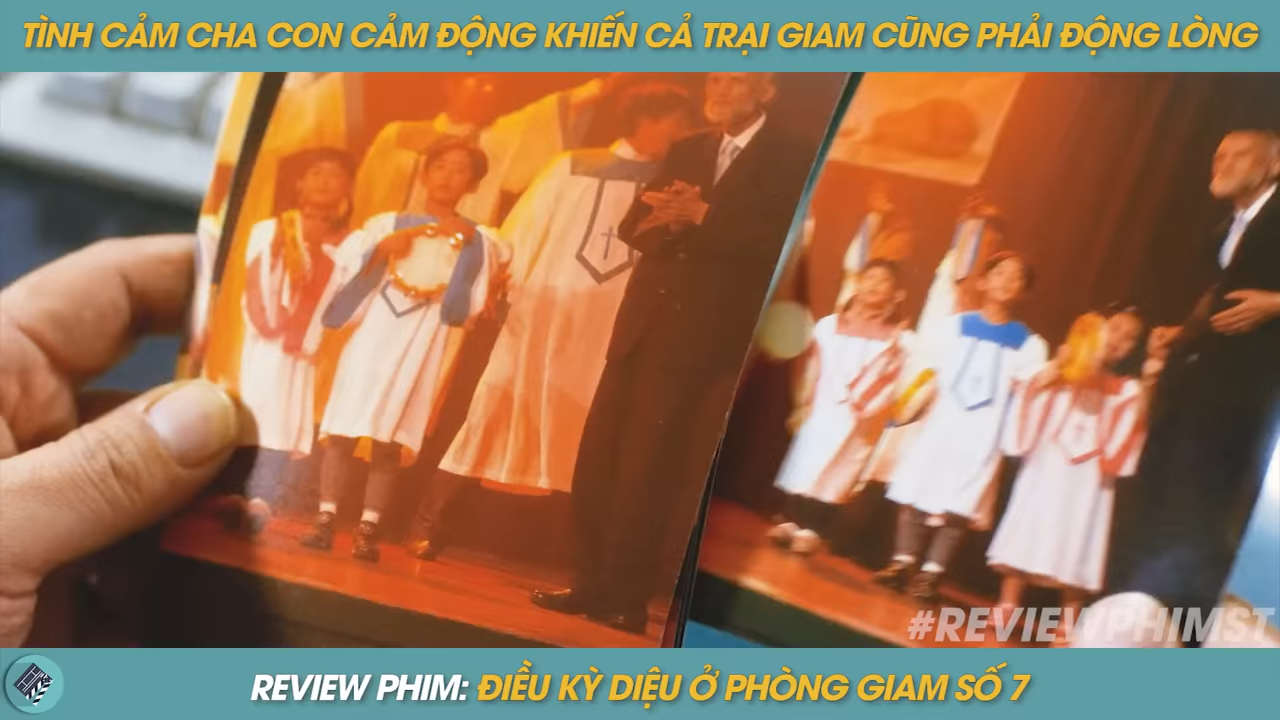 TÌNH CẢM CHA CON CẢM ĐỘNG KHIẾN CẢ TRẠI GIAM CŨNG PHẢI ĐỘNG LÒNG
#REVIEWPHIMST
REVIEW PHIM: ĐIỀU KỲ DIỆU Ở PHÒNG GIAM SỐ 7